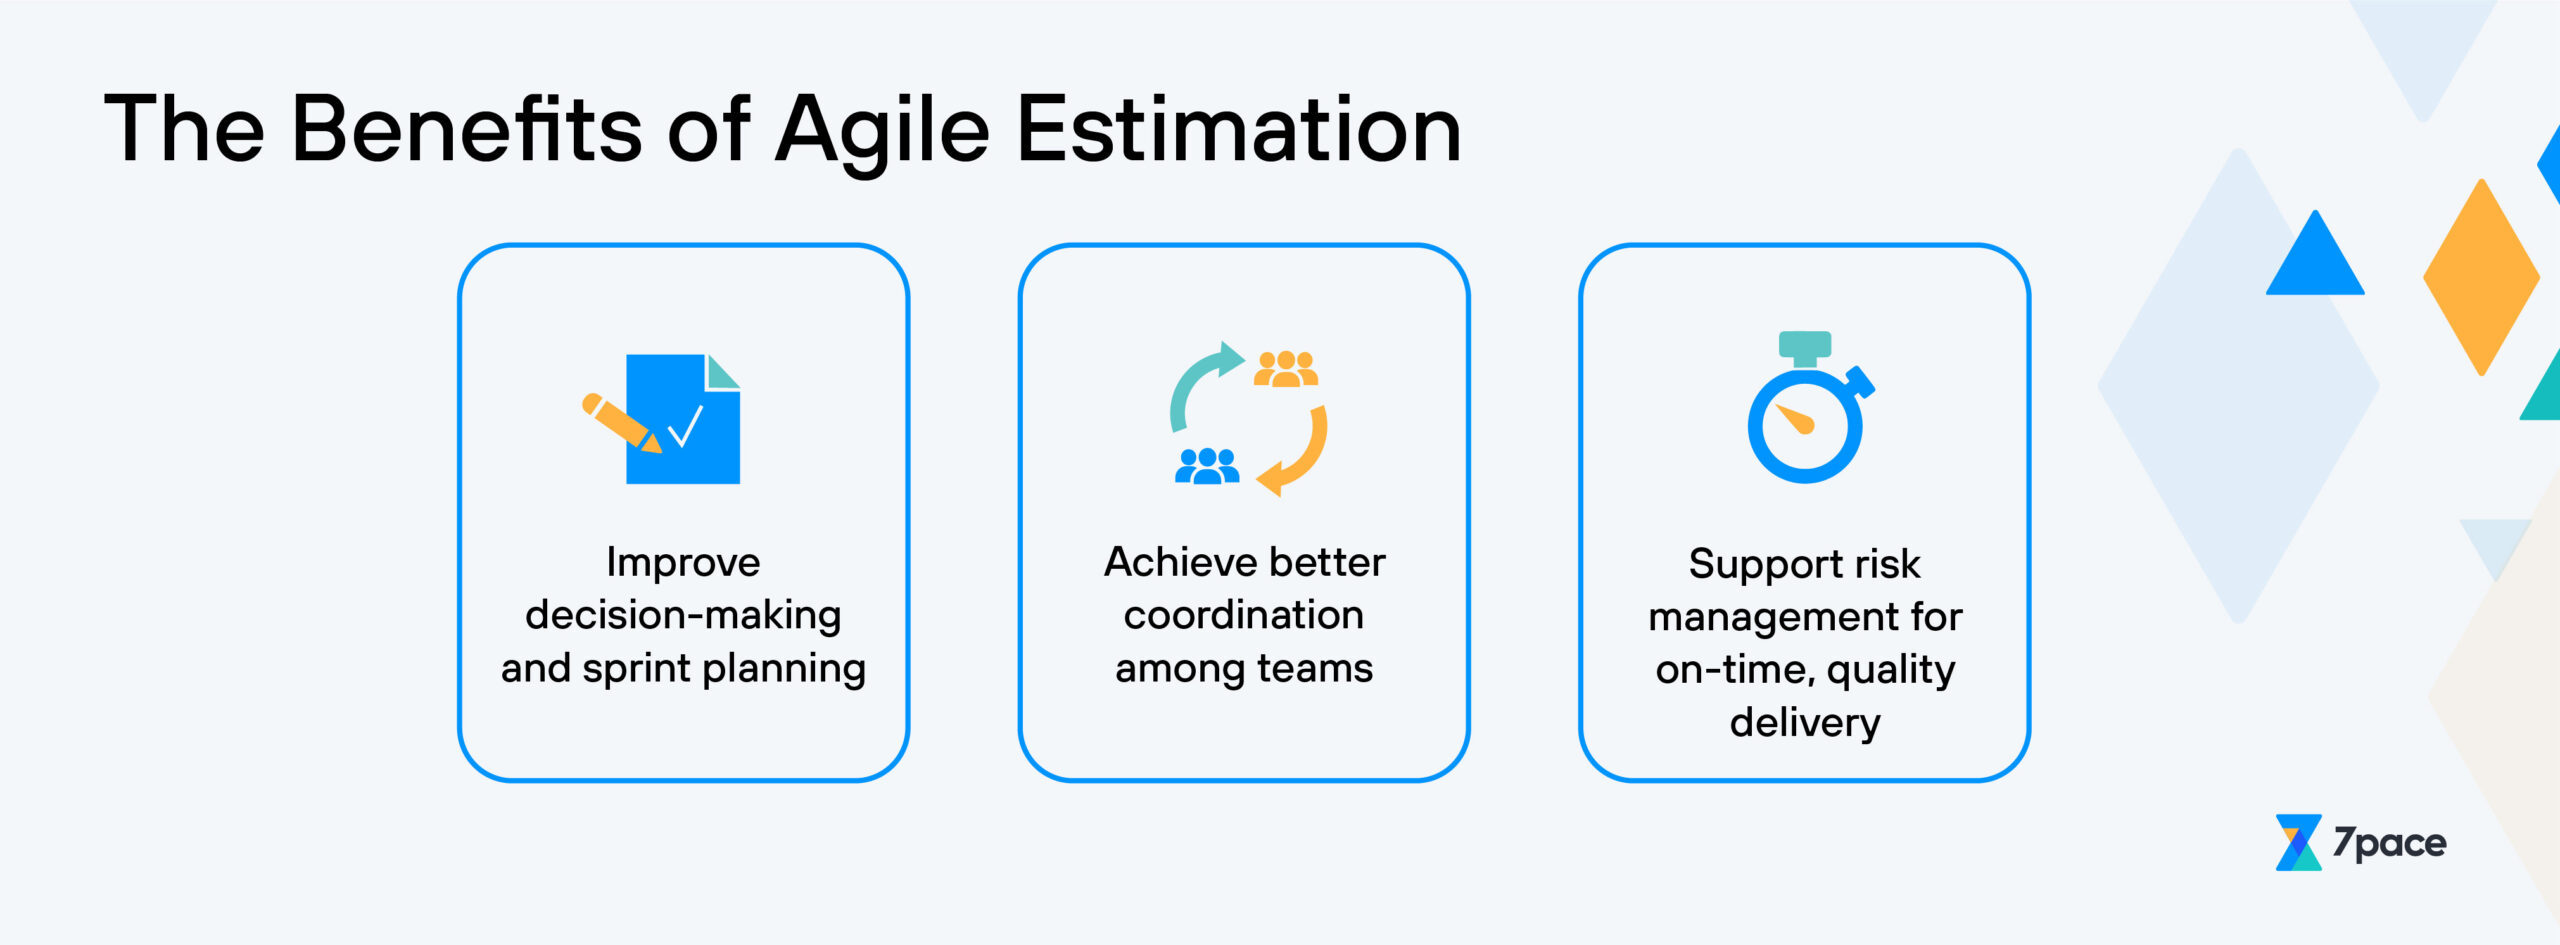 The Benefits of Agile Estimation
Improve
decision-making
and sprint planning
Achieve better
coordination
among teams
Support risk
management for
on-time, quality
delivery
7pace